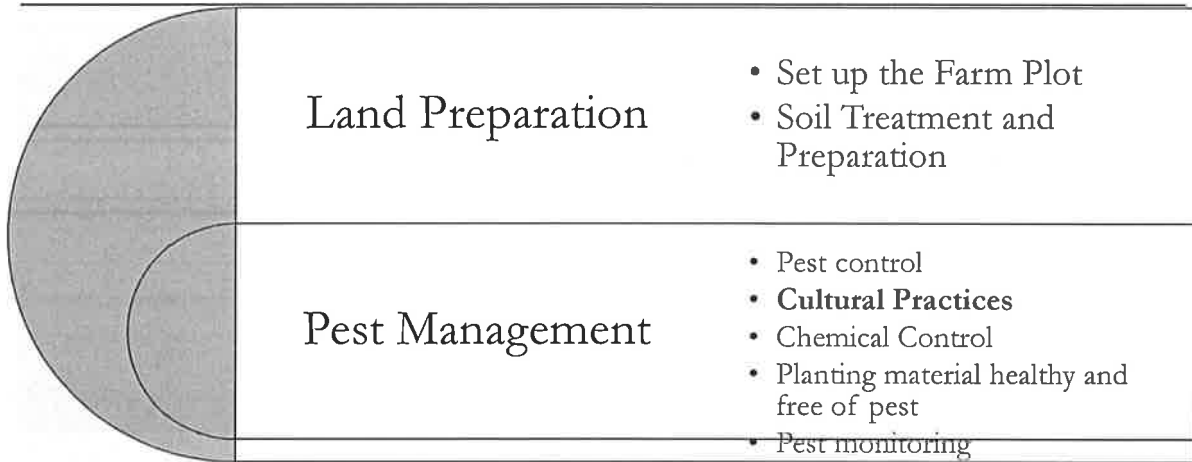 Land Preparation
• Set up the Farm Plot
• Soil Treatment and
Preparation
Pest Management
• Pest control
• Cultural Practices
• Chemical Control
• Planting material healthy and
free of pest
• Pest monitoring